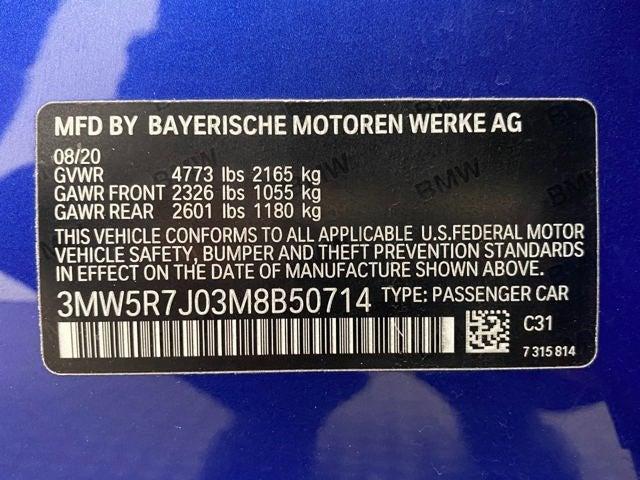 MFD BY BAYERISCHE MOTOREN WERKE AG
08/20
GVWR 4773 lbs 2165 kg
GAWR FRONT 2326 lbs 1055 kg
GAWR REAR 2601 lbs 1180 kg
THIS VEHICLE CONFORMS TO ALL APPLICABLE U.S.FEDERAL MOTOR
VEHICLE SAFETY, BUMPER AND THEFT PREVENTION STANDARDS
IN EFFECT ON THE DATE OF MANUFACTURE SHOWN ABOVE.
3MW5R7J03M8B50714 TYPE: PASSENGER CAR
C31
7 315 814
BMW
BMW
BMW